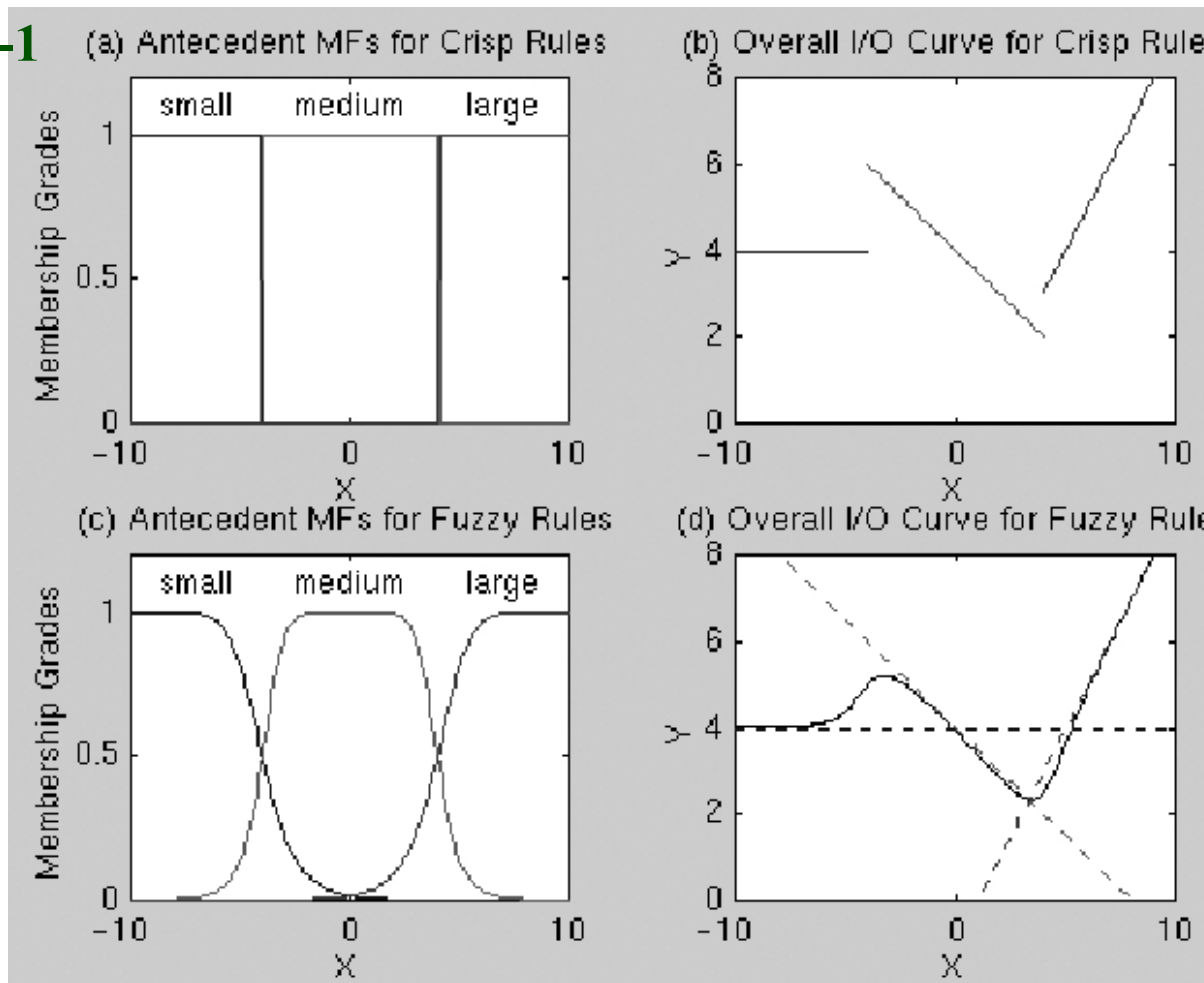 -1
(a) Antecedent MFs for Crisp Rules
small medium large
Membership Grades
1
0.5
0
-10 0 10
X
(b) Overall I/O Curve for Crisp Rule
Y
8
6
4
2
0
-10 0 10
X
(c) Antecedent MFs for Fuzzy Rules
small medium large
Membership Grades
1
0.5
0
-10 0 10
X
(d) Overall I/O Curve for Fuzzy Rule
Y
8
6
4
2
0
-10 0 10
X